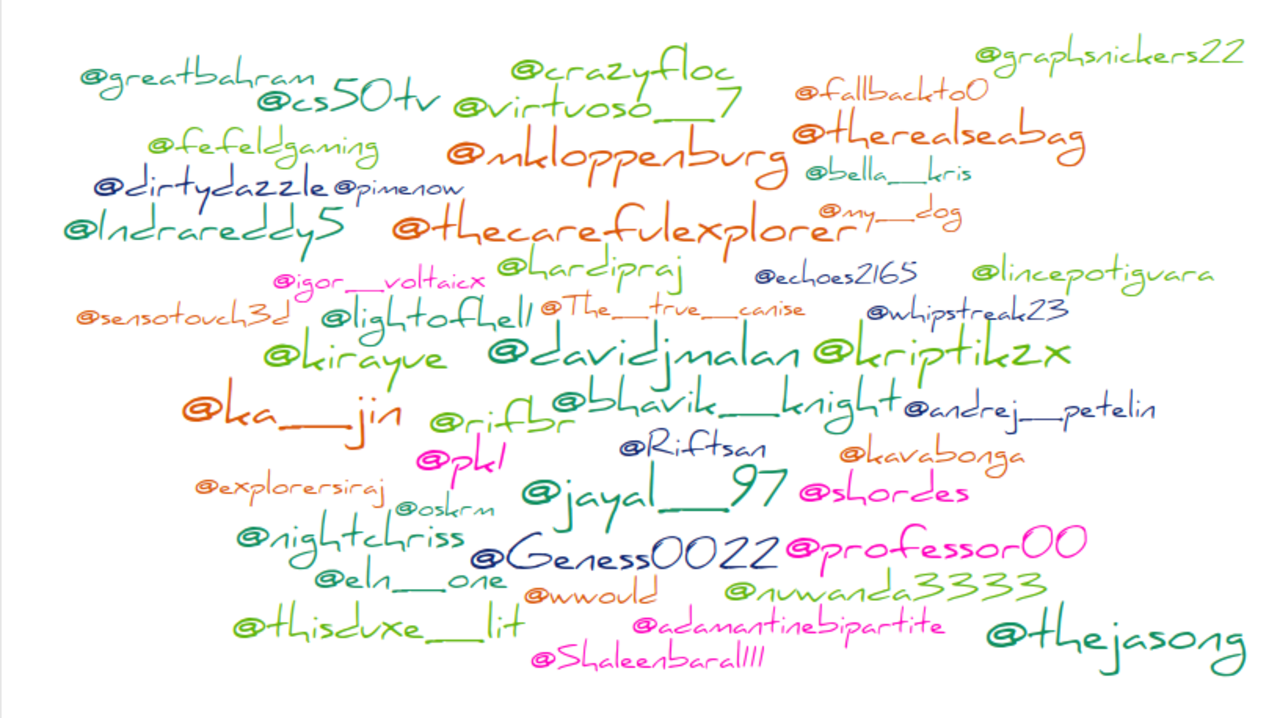 @graphsnickers22
@greatbahram @crazyfloc
@cs50tv @virtuoso__7 @fallbackto0
@fefeldgaming @mkloppenburg @therealseabag
@dirtydazzle @pimenow @bella__kris
@Indrareddy5 @thecarefulexplorer @my__dog
@igor__voltaicx @hardipraj @echoes2165 @lincepotiguara
@sensotouch3d @lightofhell @The__true__canise @whipstreak23
@kirayue @davidjmalan @kriptikzx
@ka__jin @rifbr @bhavik__knight @andrej__petelin
@pkl @Riftsan @kavabonga
@explorersiraj @oskrm @jayal__97 @shordes
@nightchriss @Geness0022 @professor00
@eln__one @wwould @nuwanda3333
@thisduxe__lit @adamantinebipartite @thejasong
@Shaleenbaral111